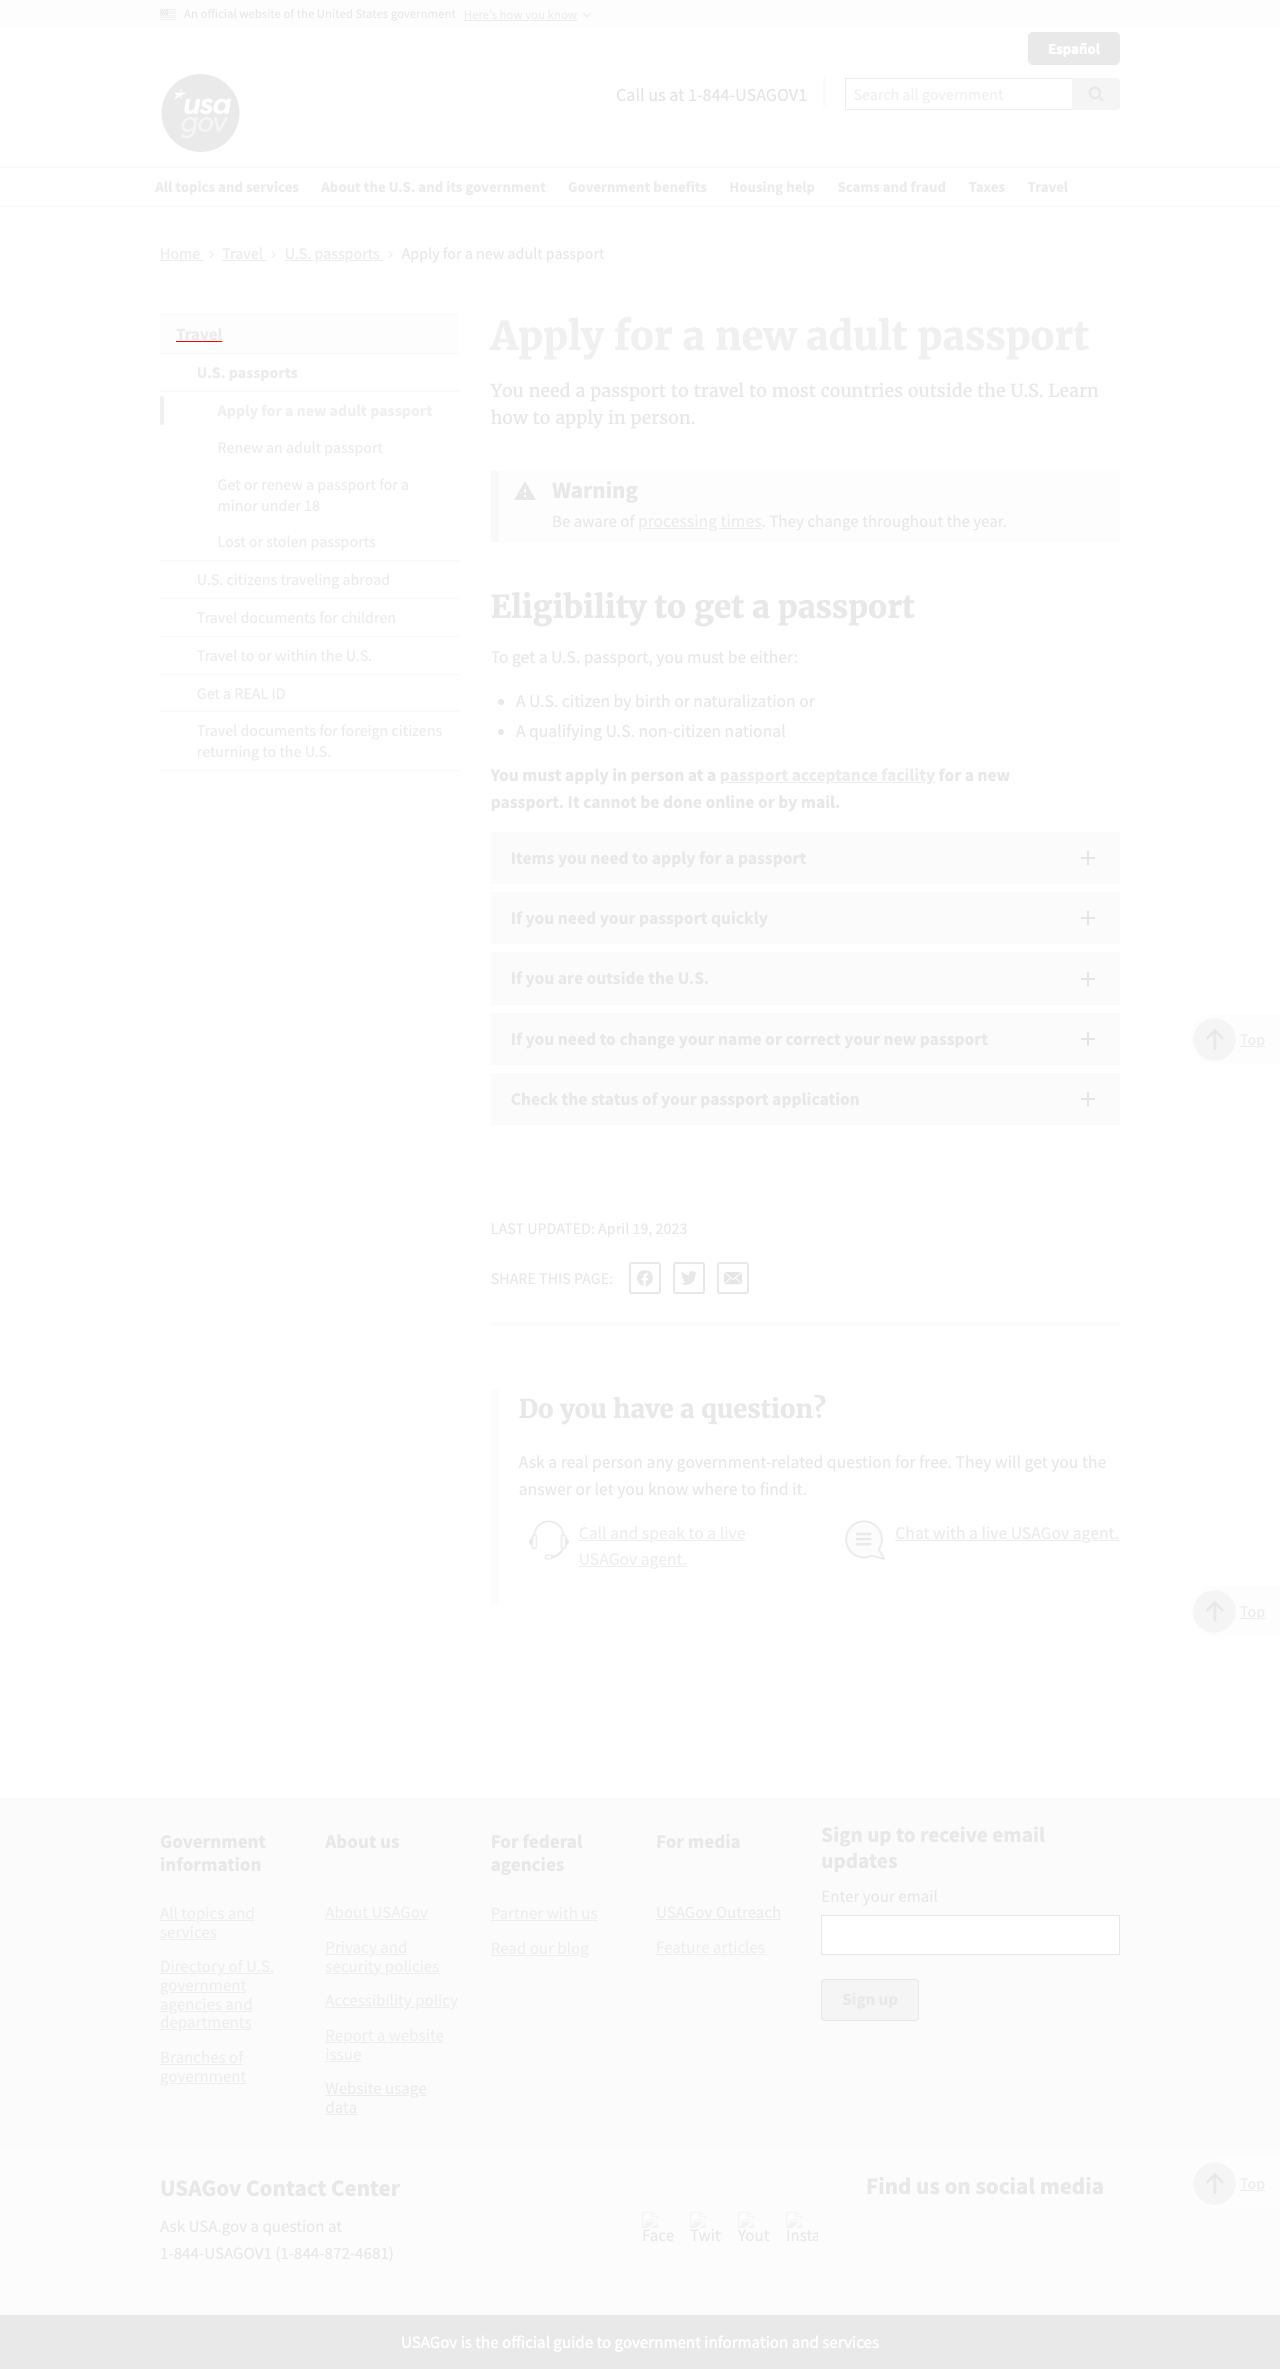 An official website of the United States government Here's how you know
Español
usa
gov
Call us at 1-844-USAGOV1
Search all government
All topics and services About the U.S. and its government Government benefits Housing help Scams and fraud Taxes Travel
Home › Travel › U.S. passports › Apply for a new adult passport
Travel
U.S. passports
Apply for a new adult passport
Renew an adult passport
Get or renew a passport for a
minor under 18
Lost or stolen passports
U.S. citizens traveling abroad
Travel documents for children
Travel to or within the U.S.
Get a REAL ID
Travel documents for foreign citizens
returning to the U.S.
Apply for a new adult passport
You need a passport to travel to most countries outside the U.S. Learn
how to apply in person.
Warning
Be aware of processing times. They change throughout the year.
Eligibility to get a passport
To get a U.S. passport, you must be either:
• A U.S. citizen by birth or naturalization or
• A qualifying U.S. non-citizen national
You must apply in person at a passport acceptance facility for a new
passport. It cannot be done online or by mail.
Items you need to apply for a passport
If you need your passport quickly
If you are outside the U.S.
If you need to change your name or correct your new passport
Check the status of your passport application
Top
LAST UPDATED: April 19, 2023
SHARE THIS PAGE:
Do you have a question?
Ask a real person any government-related question for free. They will get you the
answer or let you know where to find it.
Call and speak to a live
USAGov agent.
Chat with a live USAGov agent.
Top
Government
information
All topics and
services
Directory of U.S.
government
agencies and
departments
Branches of
government
About us
About USAGov
Privacy and
security policies
Accessibility policy
Report a website
issue
Website usage
data
For federal
agencies
Partner with us
Read our blog
For media
USAGov Outreach
Feature articles
Sign up to receive email
updates
Enter your email
Sign up
USAGov Contact Center
Ask USA.gov a question at
1-844-USAGOV1 (1-844-872-4681)
Find us on social media
Face Twit Yout Insta
Top
USAGov is the official guide to government information and services